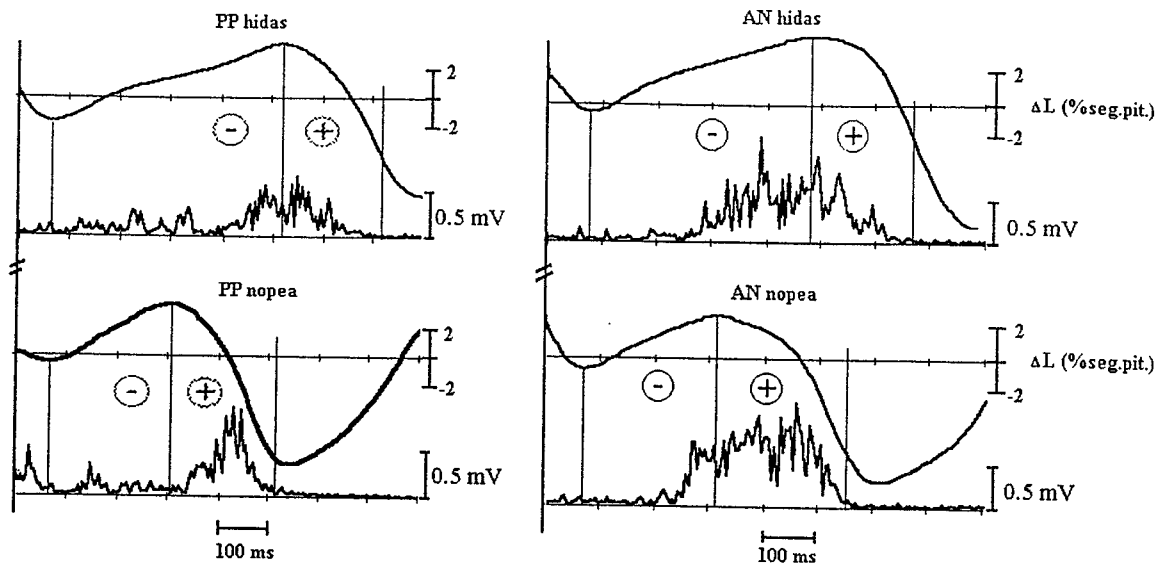 PP hidas
2
-2
- +
0.5 mV
AN hidas
2
ΔL (%seg.pit.)
-2
- +
0.5 mV
PP nopea
2
-2
- +
0.5 mV
100 ms
AN nopea
2
ΔL (%seg.pit.)
-2
- +
0.5 mV
100 ms